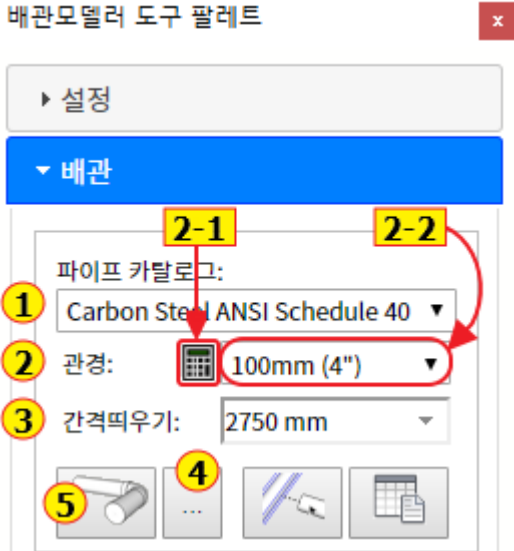 배관모델러 도구 팔레트 x
설정
배관
2-1 2-2
파이프 카탈로그:
1 Carbon Steel ANSI Schedule 40
2 관경: 100mm (4")
3 간격띄우기: 2750 mm
4
5 ...